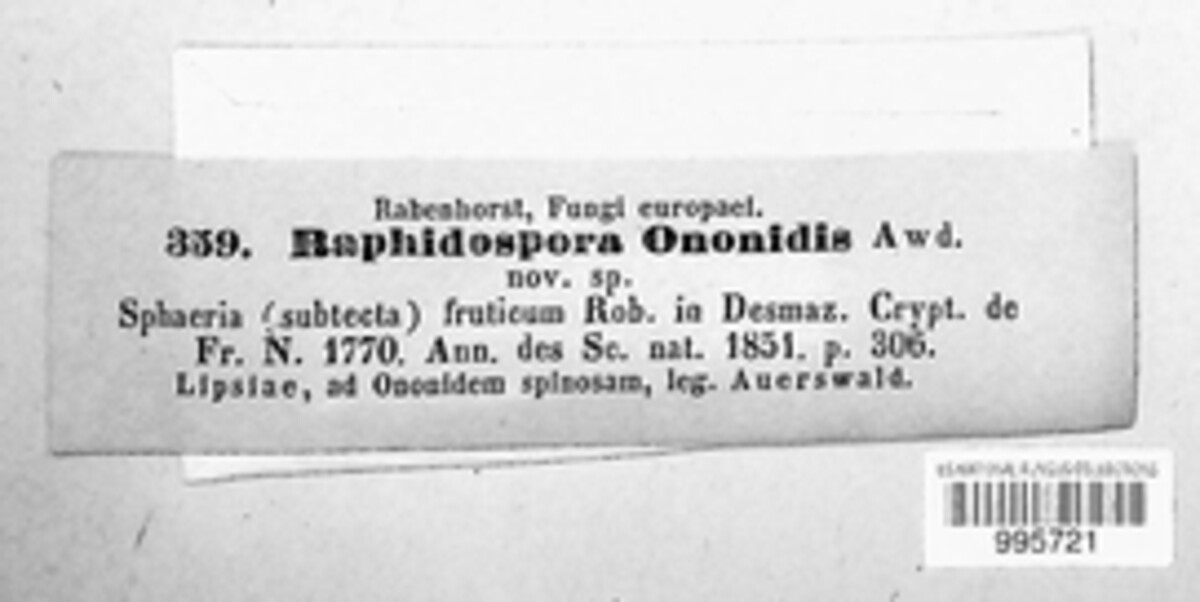 Rabenhorst, Fungi europaei.
359. Raphidospora Ononidis Awd.
nov. sp.
Sphaeria (subtecta) fruticum Rob. in Desmaz. Crypt. de
Fr. N. 1770. Ann. des Sc. nat. 1851. p. 306.
Lipsiae, ad Ononidem spinosam, leg. Auerswald.
995721